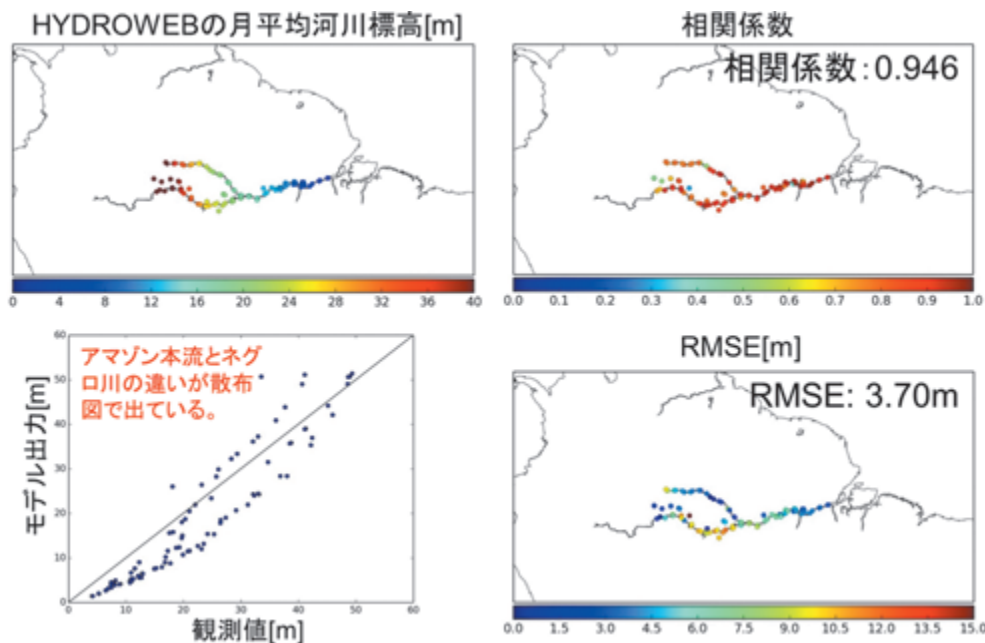 HYDROWEBの月平均河川標高[m]
0 4 8 12 16 20 24 28 32 36 40
相関係数
相関係数：0.946
0.0 0.1 0.2 0.3 0.4 0.5 0.6 0.7 0.8 0.9 1.0
60
50
40
30
20
10
0
モデル出力[m]
アマゾン本流とネグ
ロ川の違いが散布
図で出ている。
0 10 20 30 40 50 60
観測値[m]
RMSE[m]
RMSE: 3.70m
0.0 1.5 3.0 4.5 5.0 7.5 9.0 10.5 12.0 13.5 15.0